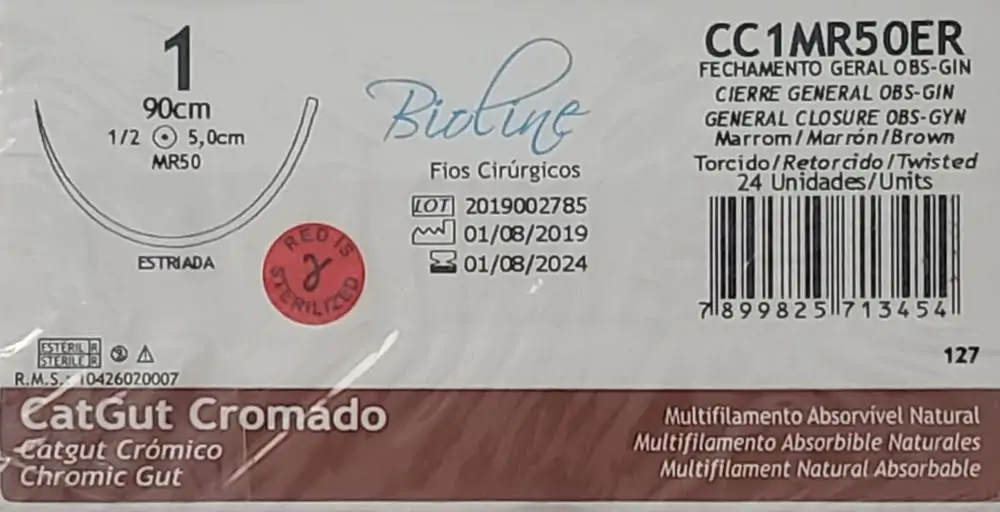 1
90cm
1/2 5,0cm
MR50
ESTRIADA
RED IS
γ
STERILIZED
ESTÉRIL R
STERILE R
R.M.S.: 10426020007
Bioline
Fios Cirúrgicos
LOT 2019002785
01/08/2019
01/08/2024
CC1MR50ER
FECHAMENTO GERAL OBS-GIN
CIERRE GENERAL OBS-GIN
GENERAL CLOSURE OBS-GYN
Marrom/Marrón/Brown
Torcido/Retorcido/Twisted
24 Unidades/Units
7 899825 713454
127
CatGut Cromado
Catgut Crómico
Chromic Gut
Multifilamento Absorvível Natural
Multifilamento Absorbible Naturales
Multifilament Natural Absorbable